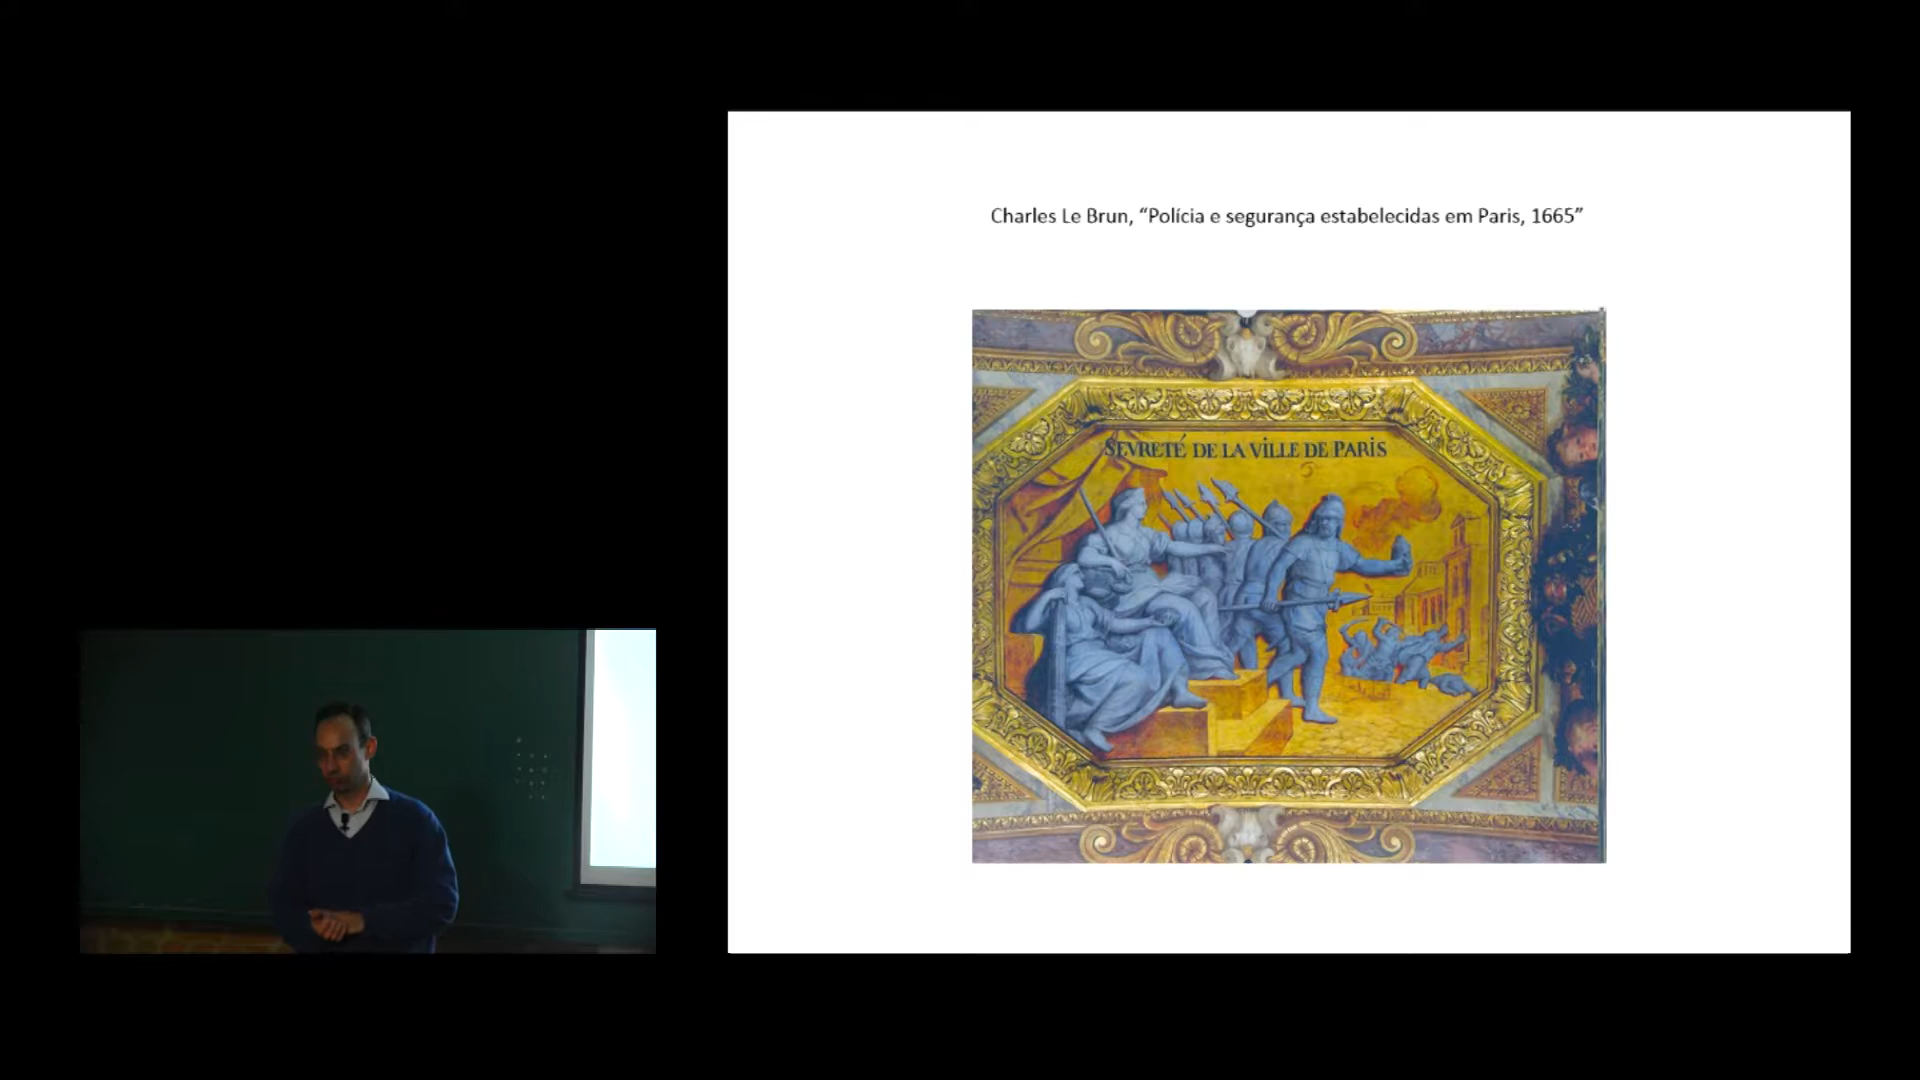 Charles Le Brun, “Polícia e segurança estabelecidas em Paris, 1665”
SEVRETÉ DE LA ViLLE DE PARiS